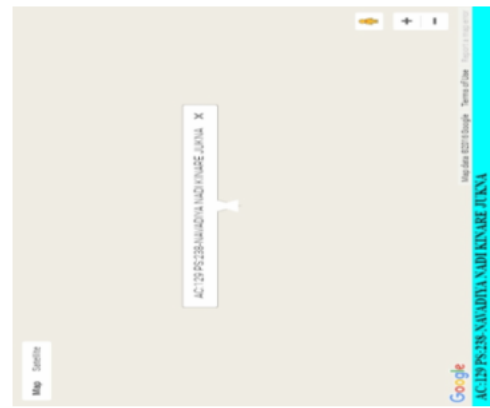 Map Satellite
AC:129 PS:238-NAVADIYA NADI KINARE JUKNA X
+
-
Google
Map data ©2018 Google Terms of Use
AC:129 PS:238-NAVADIYA NADI KINARE JUKNA